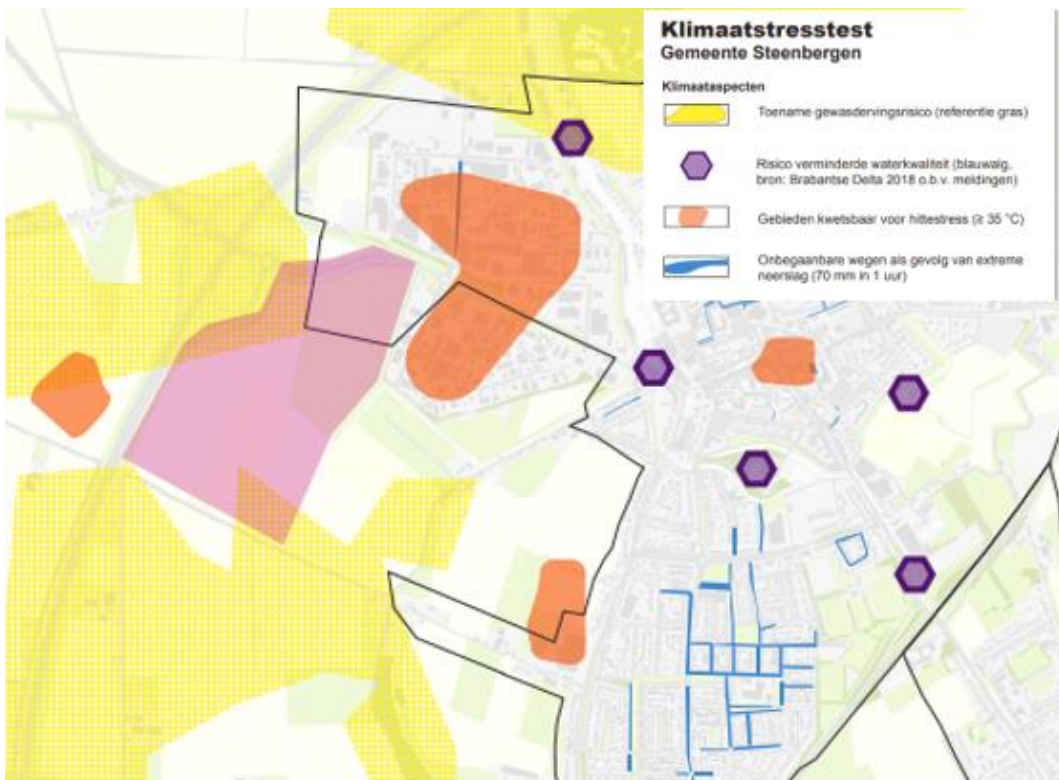 Klimaatstresstest
Gemeente Steenbergen
Klimaataspecten
Toename gewasdervingsrisico (referentie gras)
Risico verminderde waterkwaliteit (blauwalg,
bron: Brabantse Delta 2018 o.b.v. meldingen)
Gebieden kwetsbaar voor hittestress (≥ 35 °C)
Onbegaanbare wegen als gevolg van extreme
neerslag (70 mm in 1 uur)